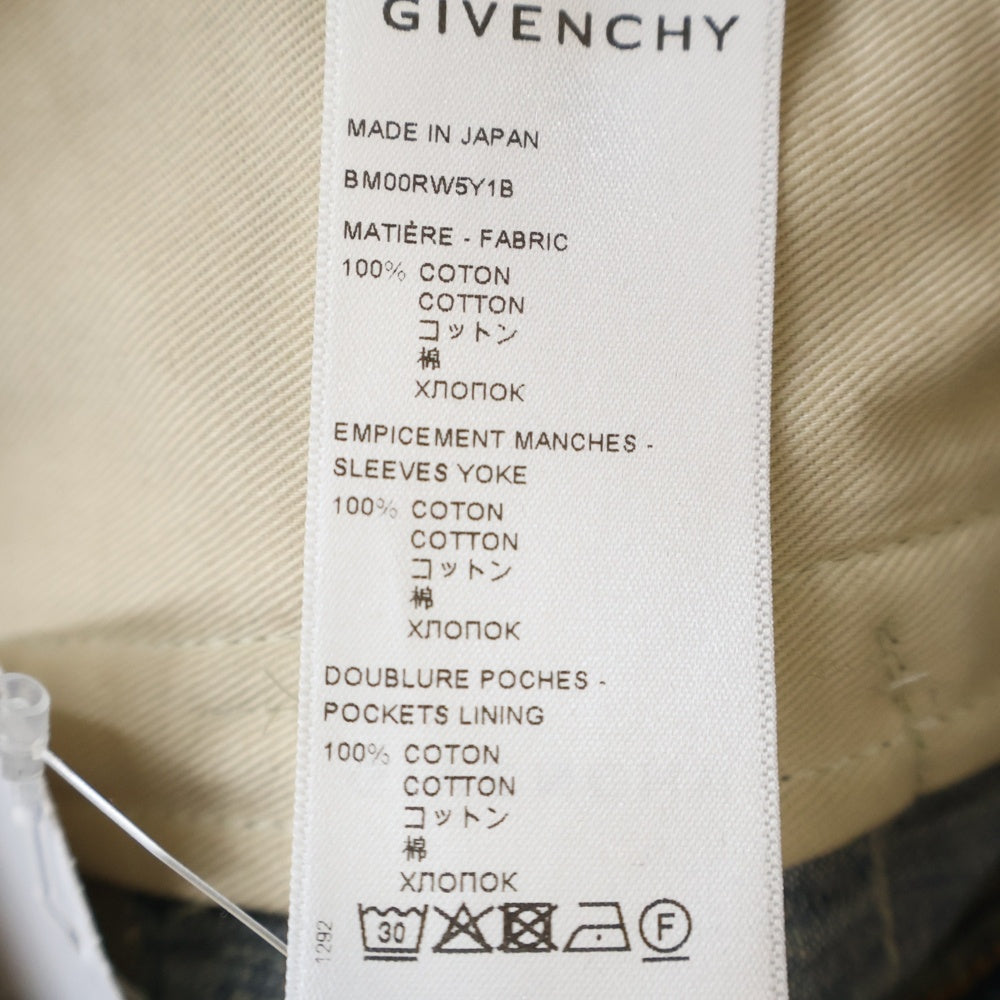 GIVENCHY
MADE IN JAPAN
BM00RW5Y1B
MATIÈRE - FABRIC
100% COTON
COTTON
コットン
棉
ХЛОПОК
EMPICEMENT MANCHES -
SLEEVES YOKE
100% COTON
COTTON
コットン
棉
ХЛОПОК
DOUBLURE POCHES -
POCKETS LINING
100% COTON
COTTON
コットン
棉
ХЛОПОК
30 F
1292